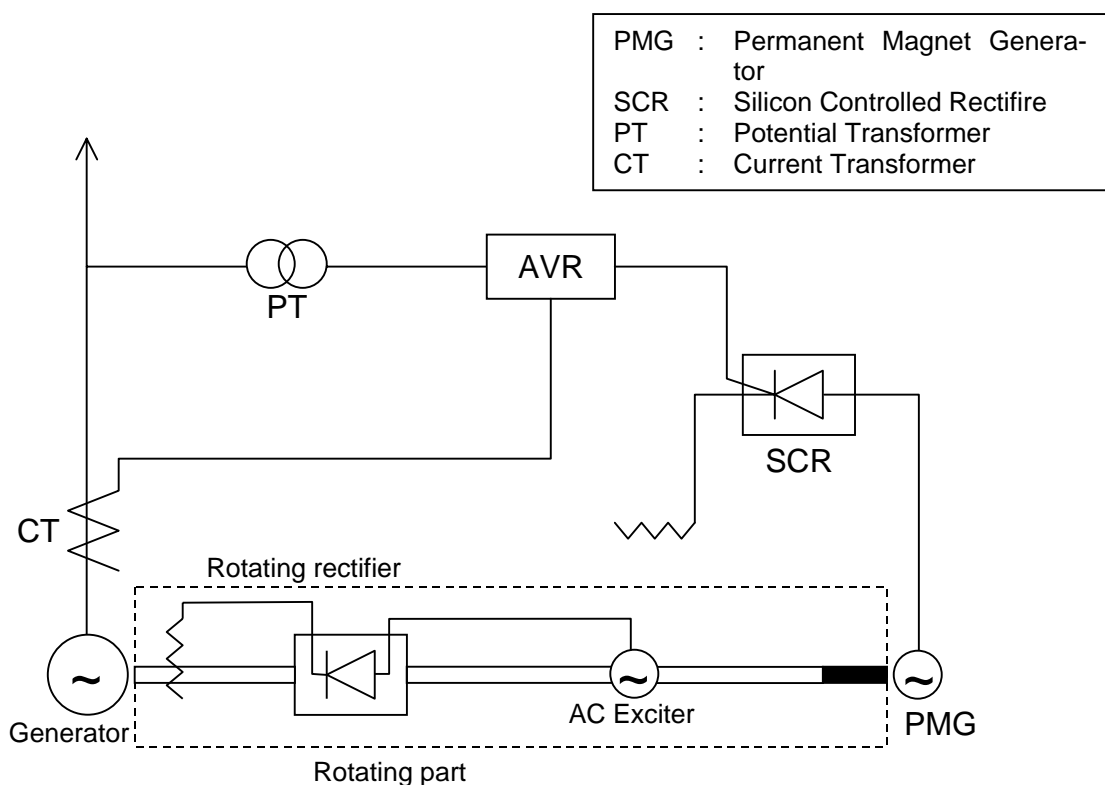 PMG : Permanent Magnet Genera-
tor
SCR : Silicon Controlled Rectifire
PT : Potential Transformer
CT : Current Transformer
AVR
PT
SCR
CT
Rotating rectifier
~
~
~
AC Exciter
Generator
PMG
Rotating part